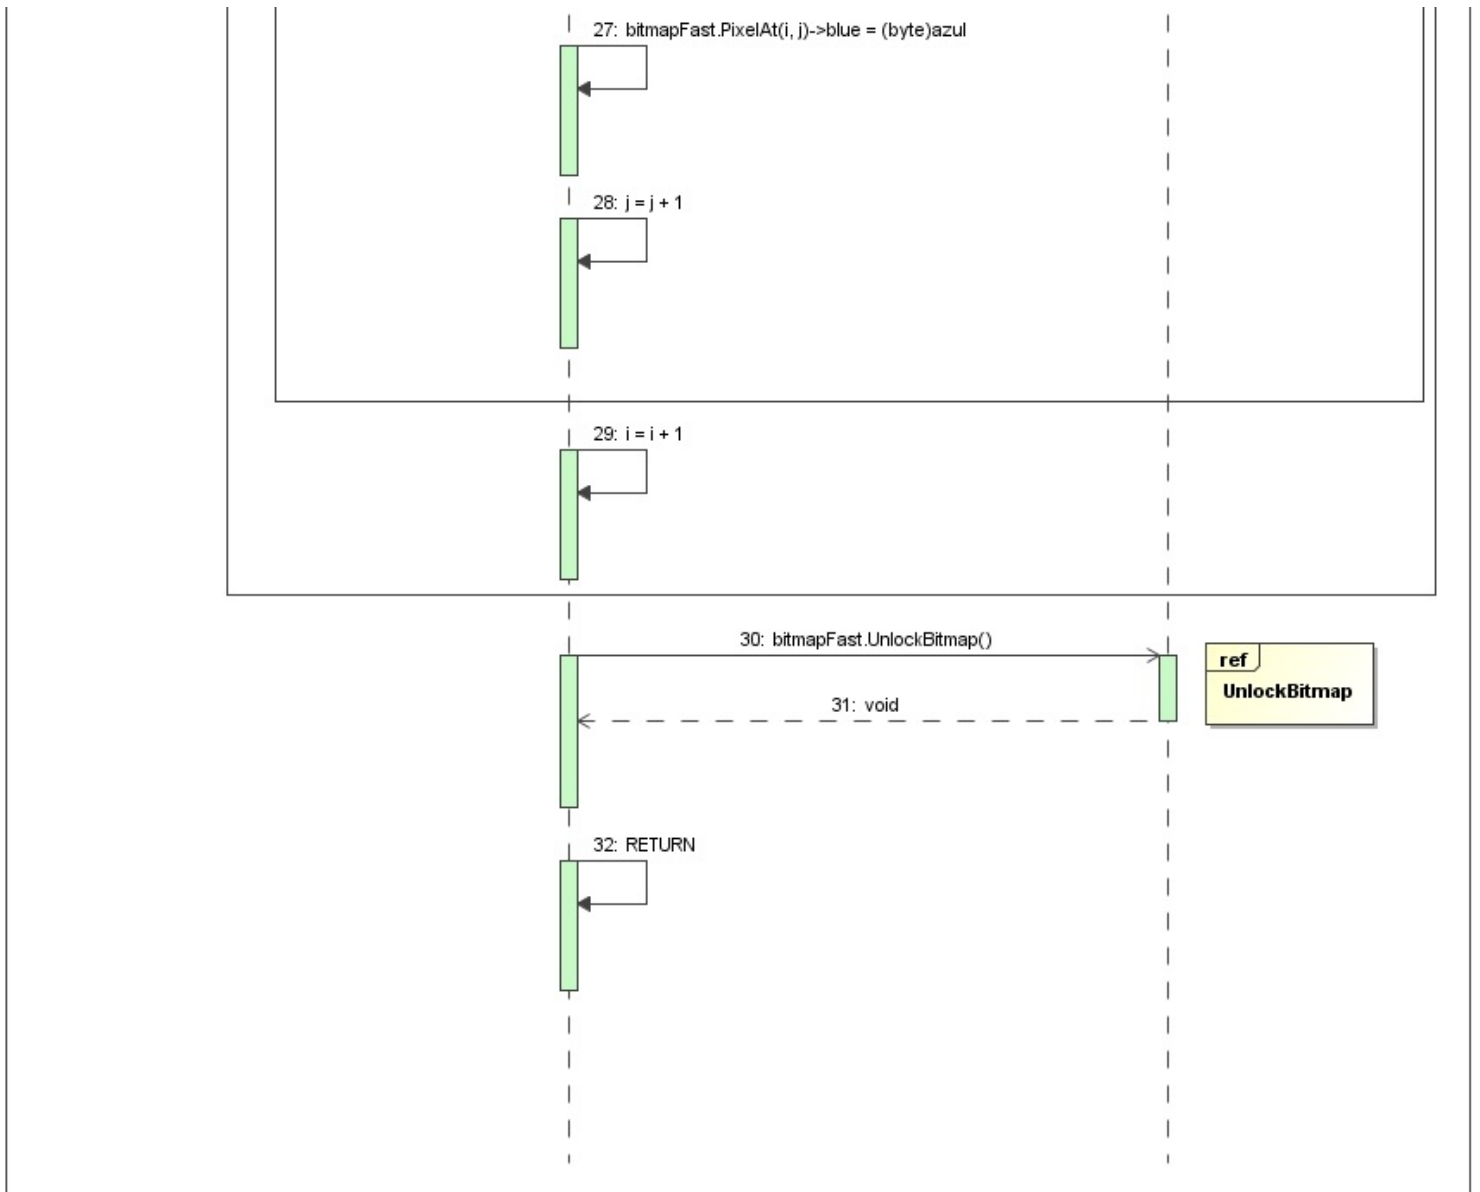 27: bitmapFast.PixelAt(i, j)->blue = (byte)azul
28: j = j + 1
29: i = i + 1
30: bitmapFast.UnlockBitmap()
ref
UnlockBitmap
31: void
32: RETURN